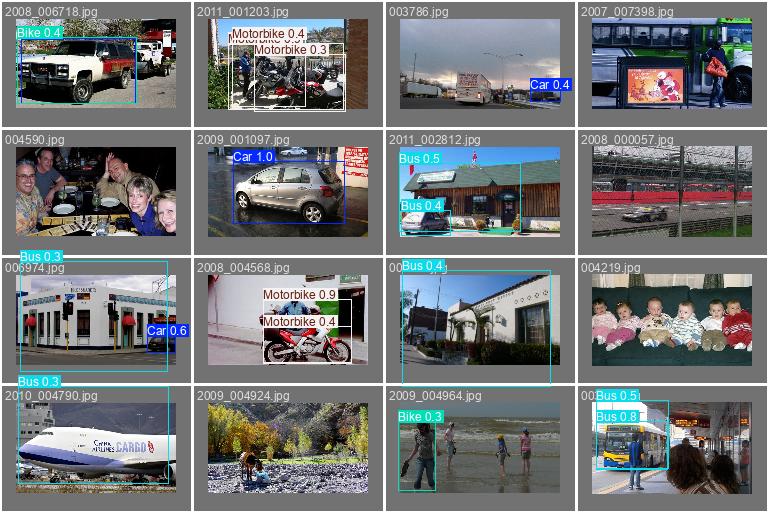 2008_006718.jpg
Bike 0.4
2011_001203.jpg
Motorbike 0.4
Motorbike 0.3
003786.jpg
Car 0.4
2007_007398.jpg
004590.jpg
2009_001097.jpg
Car 1.0
2011_002812.jpg
Bus 0.5
Bus 0.4
2008_000057.jpg
Bus 0.3
006974.jpg
Car 0.6
2008_004568.jpg
Motorbike 0.9
Motorbike 0.4
Bus 0.4
004219.jpg
Bus 0.3
2010_004790.jpg
CHINA AIRLINES CARGO
2009_004924.jpg
2009_004964.jpg
Bike 0.3
Bus 0.5
Bus 0.8